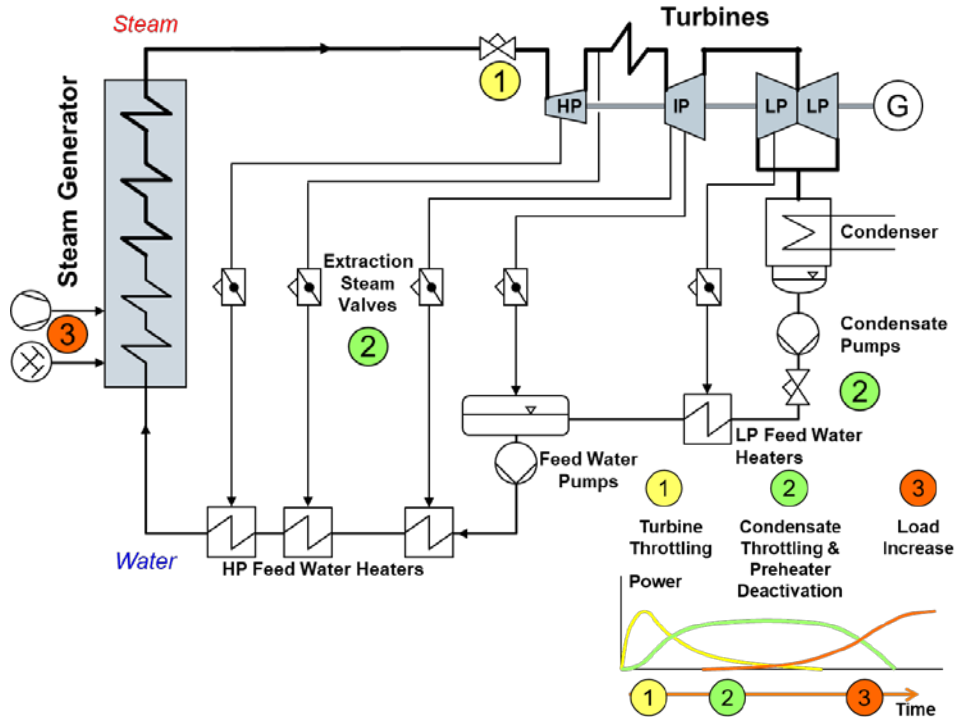 Steam
Turbines
1
HP
IP
LP
LP
G
Steam Generator
Extraction
Steam
Valves
2
Condenser
3
Condensate
Pumps
2
Feed Water
Pumps
LP Feed Water
Heaters
Water
HP Feed Water Heaters
1
2
3
Turbine
Throttling
Condensate
Throttling &
Preheater
Deactivation
Load
Increase
Power
1
2
3
Time